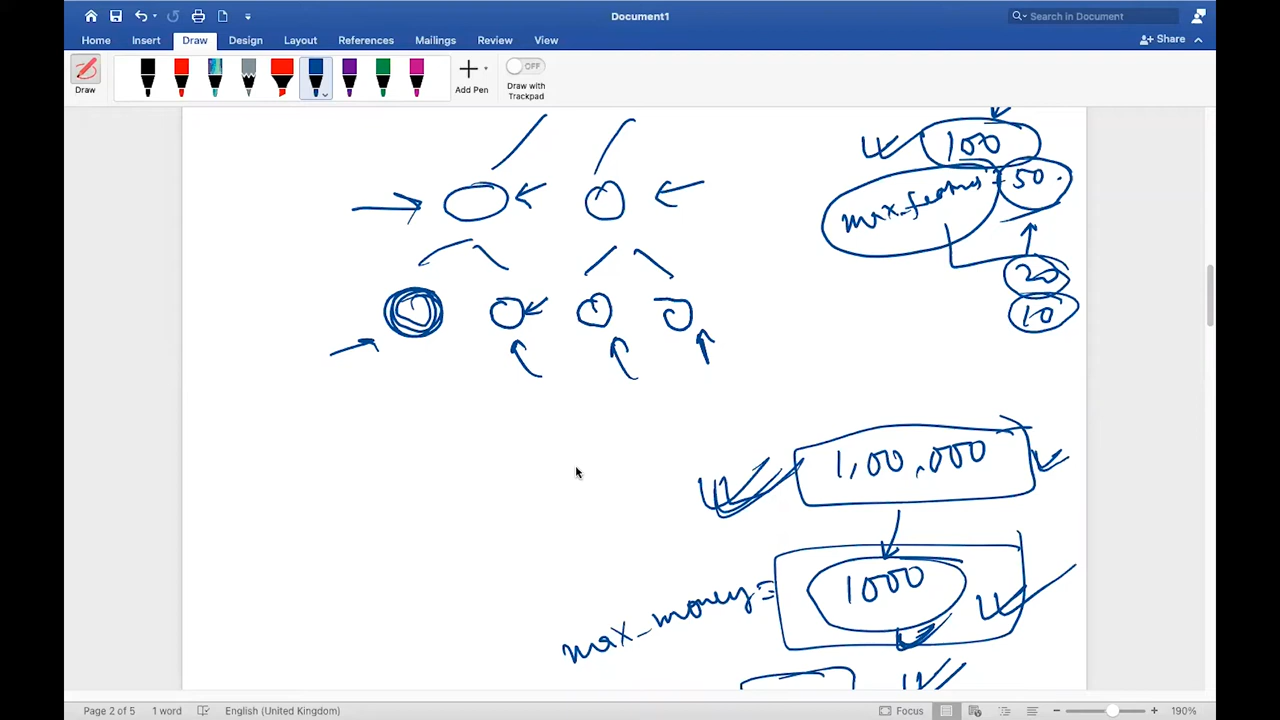 Document1
Search in Document
Home Insert Draw Design Layout References Mailings Review View
Share
OFF
Draw
Add Pen
Draw with
Trackpad
100
max_features = 50
20
10
1,00,000
1000
max_money =
Page 2 of 5
1 word
English (United Kingdom)
Focus
190%